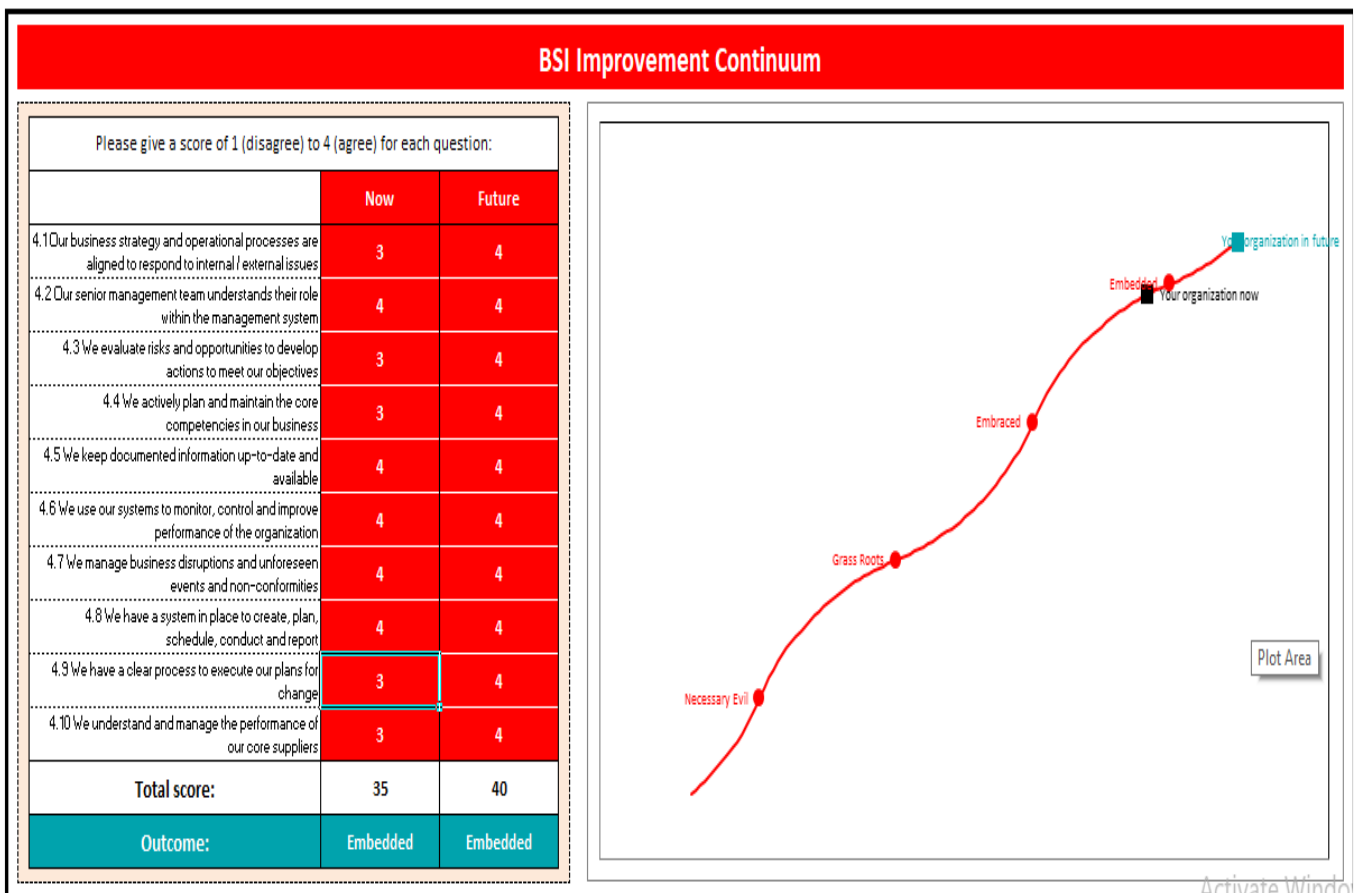 BSI Improvement Continuum
Please give a score of 1 (disagree) to 4 (agree) for each question:
Now Future
4.1 Our business strategy and operational processes are
aligned to respond to internal / external issues
3 4
4.2 Our senior management team understands their role
within the management system
4 4
4.3 We evaluate risks and opportunities to develop
actions to meet our objectives
3 4
4.4 We actively plan and maintain the core
competencies in our business
3 4
4.5 We keep documented information up-to-date and
available
4 4
4.6 We use our systems to monitor, control and improve
performance of the organization
4 4
4.7 We manage business disruptions and unforeseen
events and non-conformities
4 4
4.8 We have a system in place to create, plan,
schedule, conduct and report
4 4
4.9 We have a clear process to execute our plans for
change
3 4
4.10 We understand and manage the performance of
our core suppliers
3 4
Total score: 35 40
Outcome: Embedded Embedded
Your organization in future
Embedded
Your organization now
Embraced
Grass Roots
Plot Area
Necessary Evil
Activate Windo